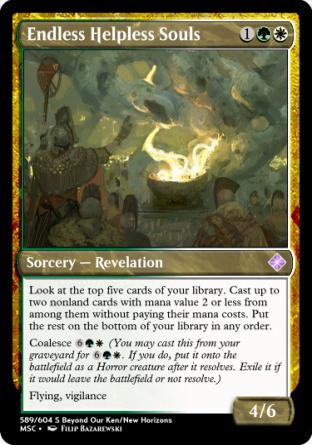 Endless Helpless Souls 1
Sorcery — Revelation
Look at the top five cards of your library. Cast up to
two nonland cards with mana value 2 or less from
among them without paying their mana costs. Put
the rest on the bottom of your library in any order.
Coalesce 6 (You may cast this from your
graveyard for 6 . If you do, put it onto the
battlefield as a Horror creature after it resolves. Exile it if
it would leave the battlefield or not resolve.)
Flying, vigilance
4/6
589/604 S Beyond Our Ken/New Horizons
MSC • Filip Bazarewski